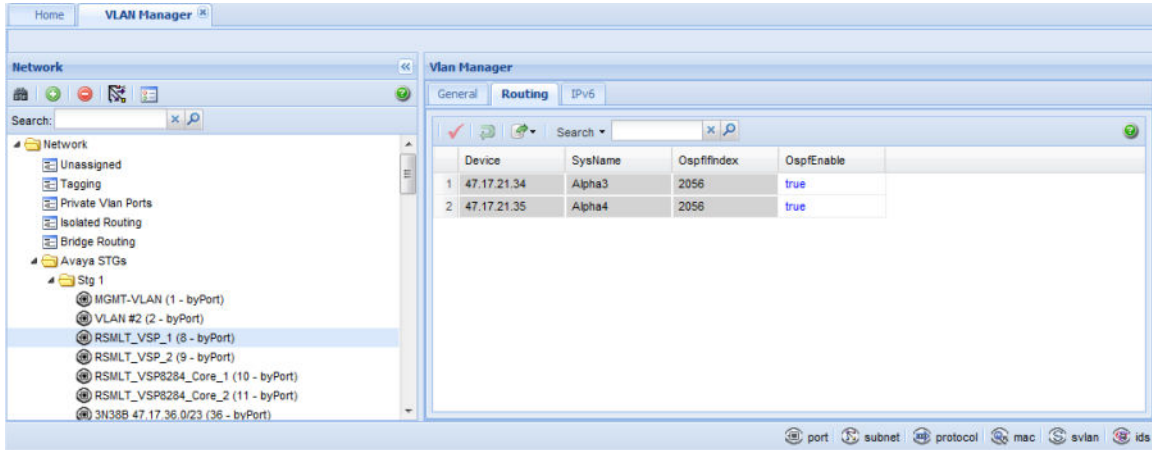 Home
VLAN Manager
Network
Vlan Manager
General
Routing
IPv6
Search:
Search
Network
Unassigned
Tagging
Private Vlan Ports
Isolated Routing
Bridge Routing
Avaya STGs
Stg 1
MGMT-VLAN (1 - byPort)
VLAN #2 (2 - byPort)
RSMLT_VSP_1 (8 - byPort)
RSMLT_VSP_2 (9 - byPort)
RSMLT_VSP8284_Core_1 (10 - byPort)
RSMLT_VSP8284_Core_2 (11 - byPort)
3N38B 47.17.36.0/23 (36 - byPort)
Device SysName OspfIfIndex OspfEnable
1 47.17.21.34 Alpha3 2056 true
2 47.17.21.35 Alpha4 2056 true
port subnet protocol mac svlan ids